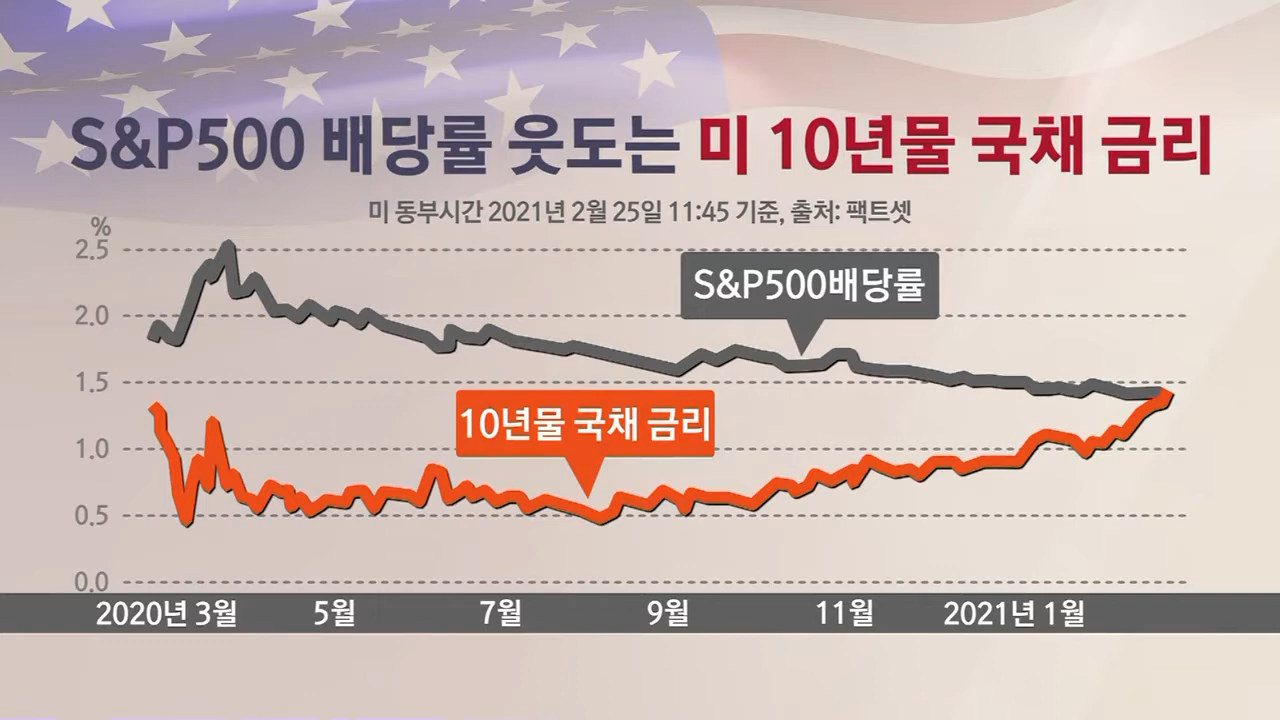 S&P500 배당률 웃도는 미 10년물 국채 금리
미 동부시간 2021년 2월 25일 11:45 기준, 출처: 팩트셋
%
2.5
S&P500배당률
2.0
1.5
10년물 국채 금리
1.0
0.5
0.0
2020년 3월 5월 7월 9월 11월 2021년 1월